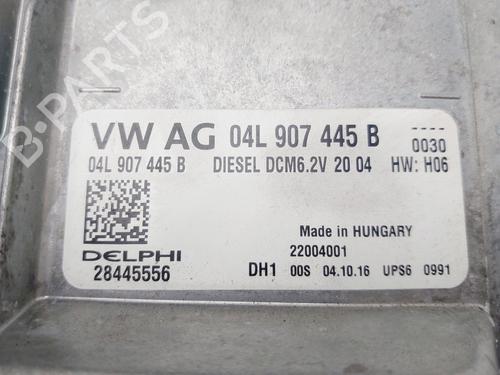 VW AG 04L 907 445 B 0030
04L 907 445 B DIESEL DCM6.2V 20 04 HW: H06
Made in HUNGARY
DELPHI 22004001
28445556 DH1 00S 04.10.16 UPS6 0991
B-PARTS